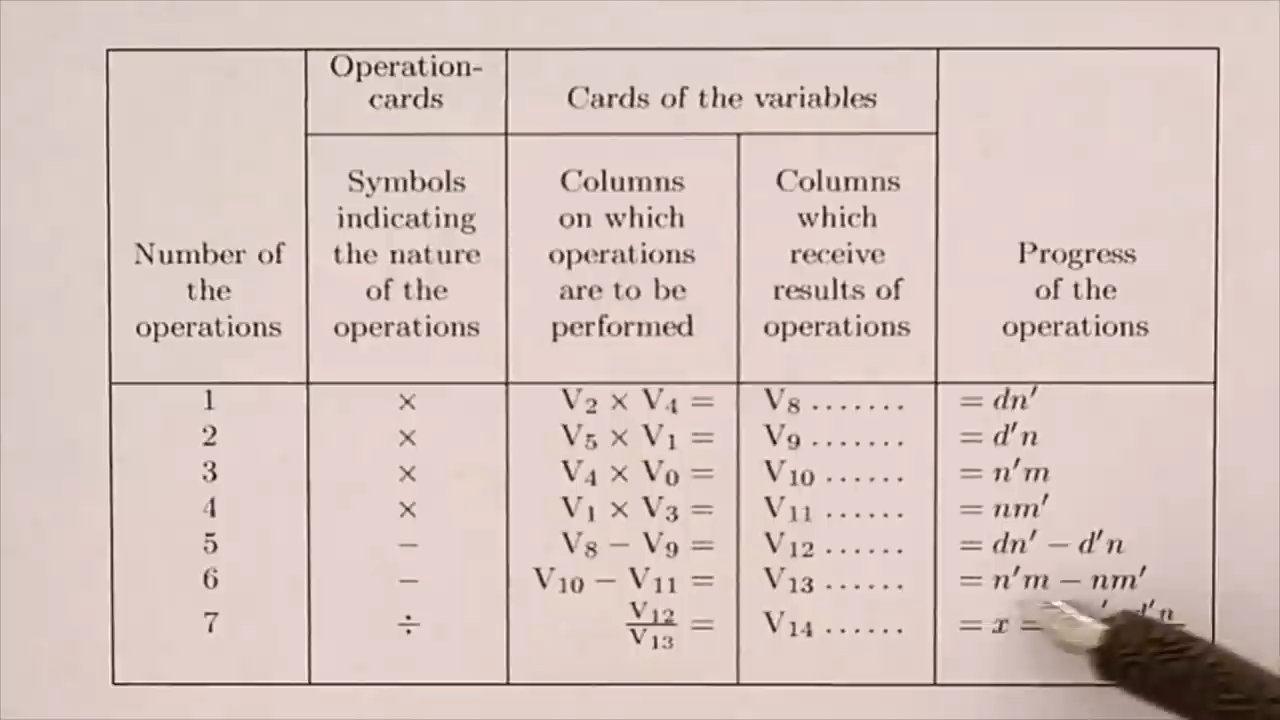 Operation-
cards
Cards of the variables
Number of
the
operations
Symbols
indicating
the nature
of the
operations
Columns
on which
operations
are to be
performed
Columns
which
receive
results of
operations
Progress
of the
operations
1 × V₂ × V₄ = V₈ ....... = dn′
2 × V₅ × V₁ = V₉ ....... = d′n
3 × V₄ × V₀ = V₁₀ ...... = n′m
4 × V₁ × V₃ = V₁₁ ...... = nm′
5 − V₈ − V₉ = V₁₂ ...... = dn′ − d′n
6 − V₁₀ − V₁₁ = V₁₃ ...... = n′m − nm′
7 ÷ V₁₂/V₁₃ = V₁₄ ...... = x = d′n